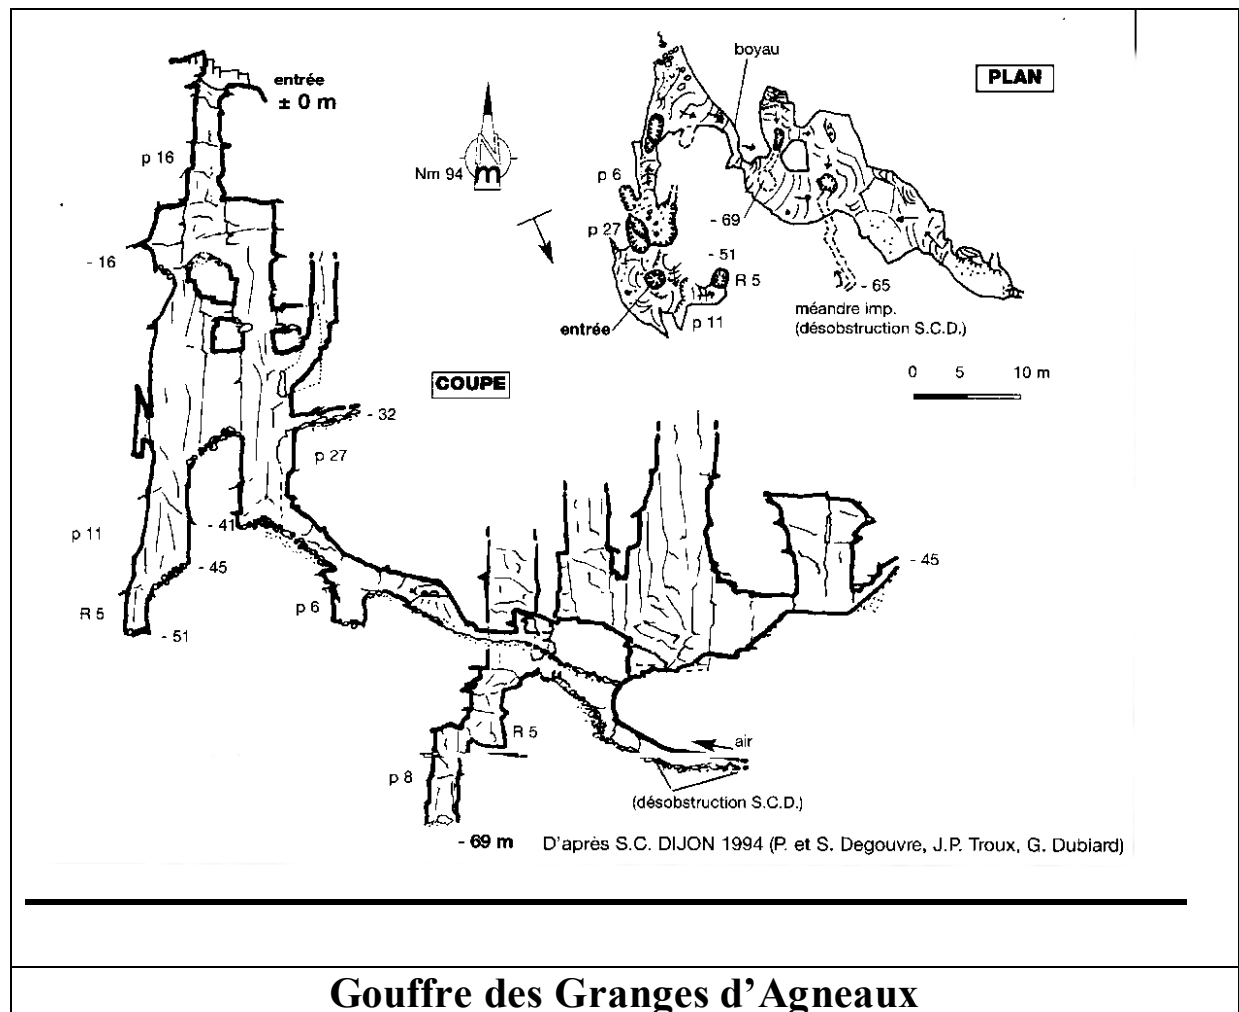 entrée
± 0 m
p 16
- 16
- 32
p 27
- 41
p 11
- 45
R 5
- 51
p 6
COUPE
Nm 94
boyau
PLAN
p 6
p 27
- 69
- 51
R 5
entrée
p 11
- 65
méandre imp.
(désobstruction S.C.D.)
0 5 10 m
- 45
R 5
air
p 8
(désobstruction S.C.D.)
- 69 m
D'après S.C. DIJON 1994 (P. et S. Degouvre, J.P. Troux, G. Dubiard)
Gouffre des Granges d’Agneaux